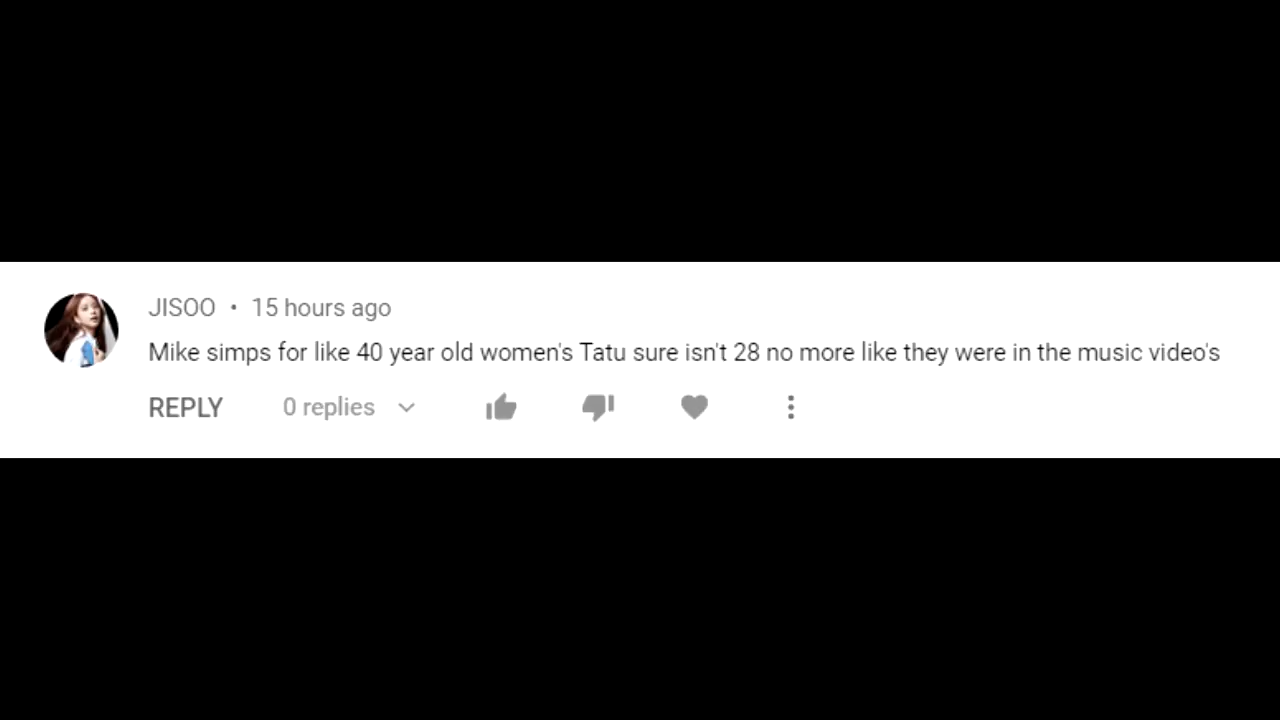 JISOO • 15 hours ago
Mike simps for like 40 year old women's Tatu sure isn't 28 no more like they were in the music video's
REPLY 0 replies